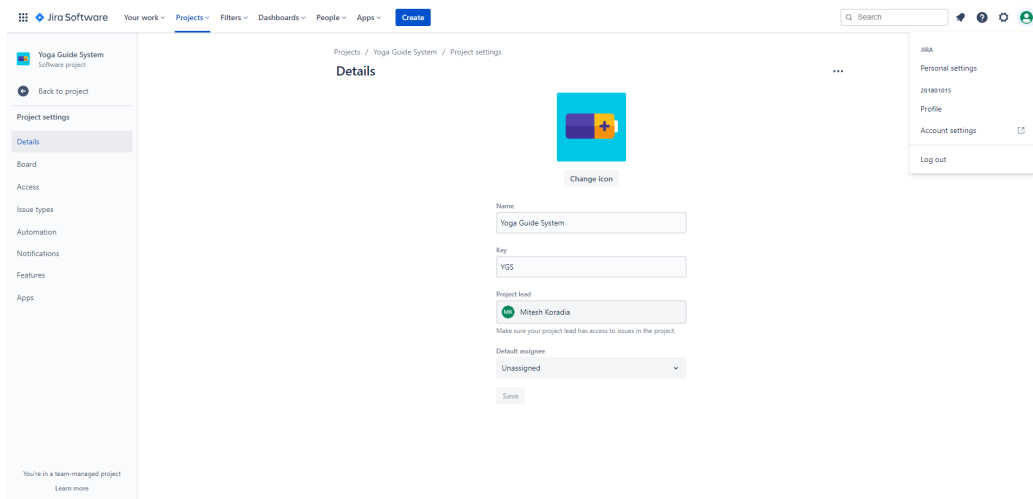 Jira Software Your work Projects Filters Dashboards People Apps Create Search
Yoga Guide System
Software project
Back to project
Project settings
Details
Board
Access
Issue types
Automation
Notifications
Features
Apps
You're in a team-managed project
Learn more
Projects / Yoga Guide System / Project settings
Details
Change icon
Name
Yoga Guide System
Key
YGS
Project lead
MK Mitesh Koradia
Make sure your project lead has access to issues in the project.
Default assignee
Unassigned
Save
JIRA
Personal settings
201801015
Profile
Account settings
Log out